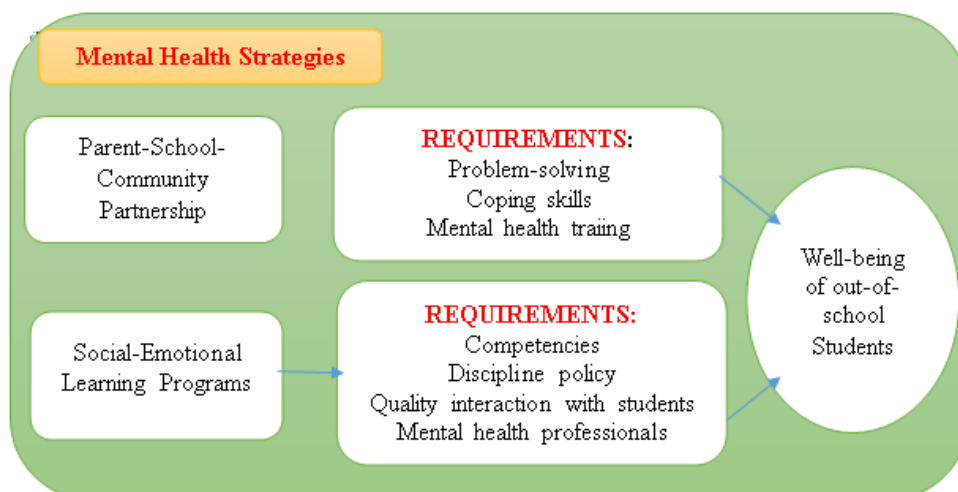 Mental Health Strategies
Parent-School-
Community
Partnership
REQUIREMENTS:
Problem-solving
Coping skills
Mental health traiing
Social-Emotional
Learning Programs
REQUIREMENTS:
Competencies
Discipline policy
Quality interaction with students
Mental health professionals
Well-being
of out-of-
school
Students